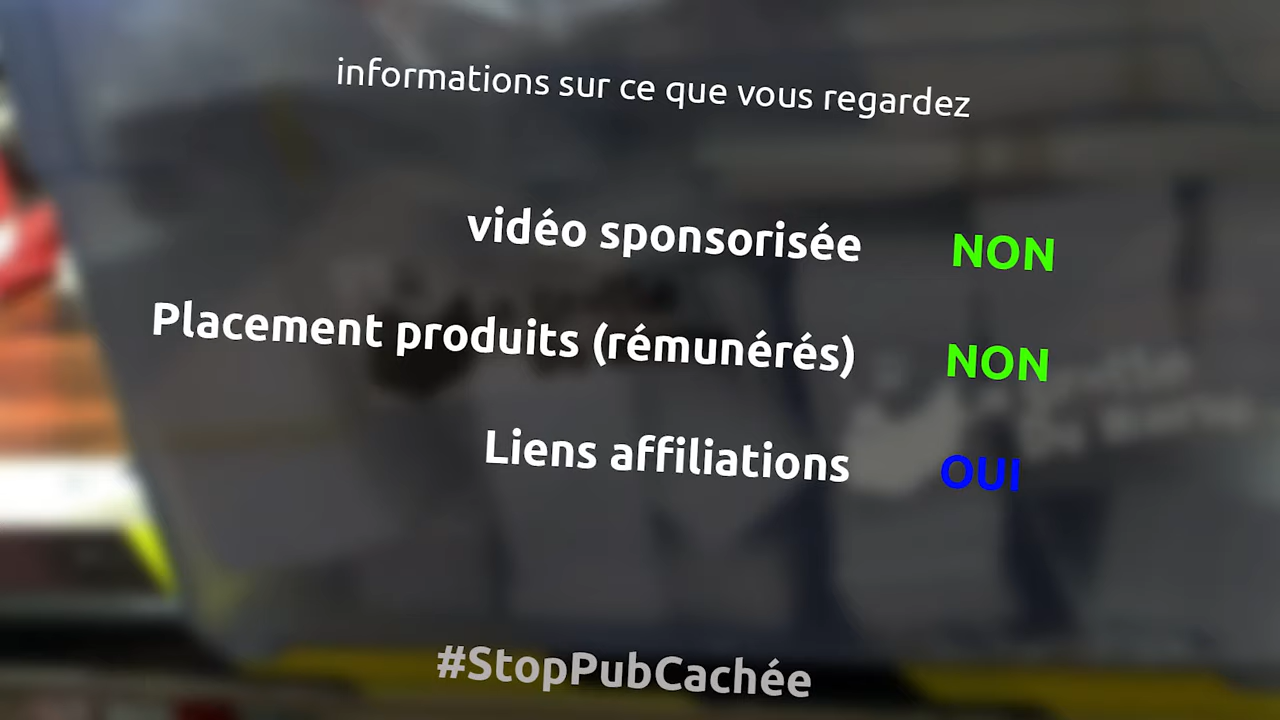 informations sur ce que vous regardez
vidéo sponsorisée NON
Placement produits (rémunérés) NON
Liens affiliations OUI
#StopPubCachée